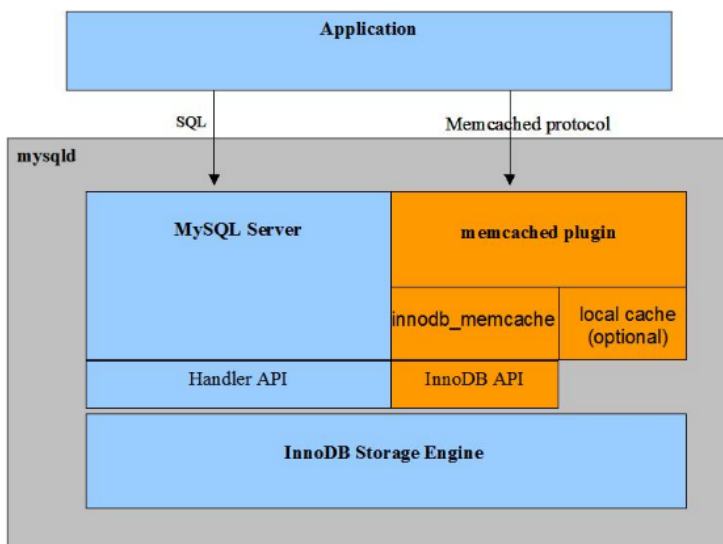 Application
SQL
Memcached protocol
mysqld
MySQL Server
memcached plugin
innodb_memcache
local cache
(optional)
Handler API
InnoDB API
InnoDB Storage Engine